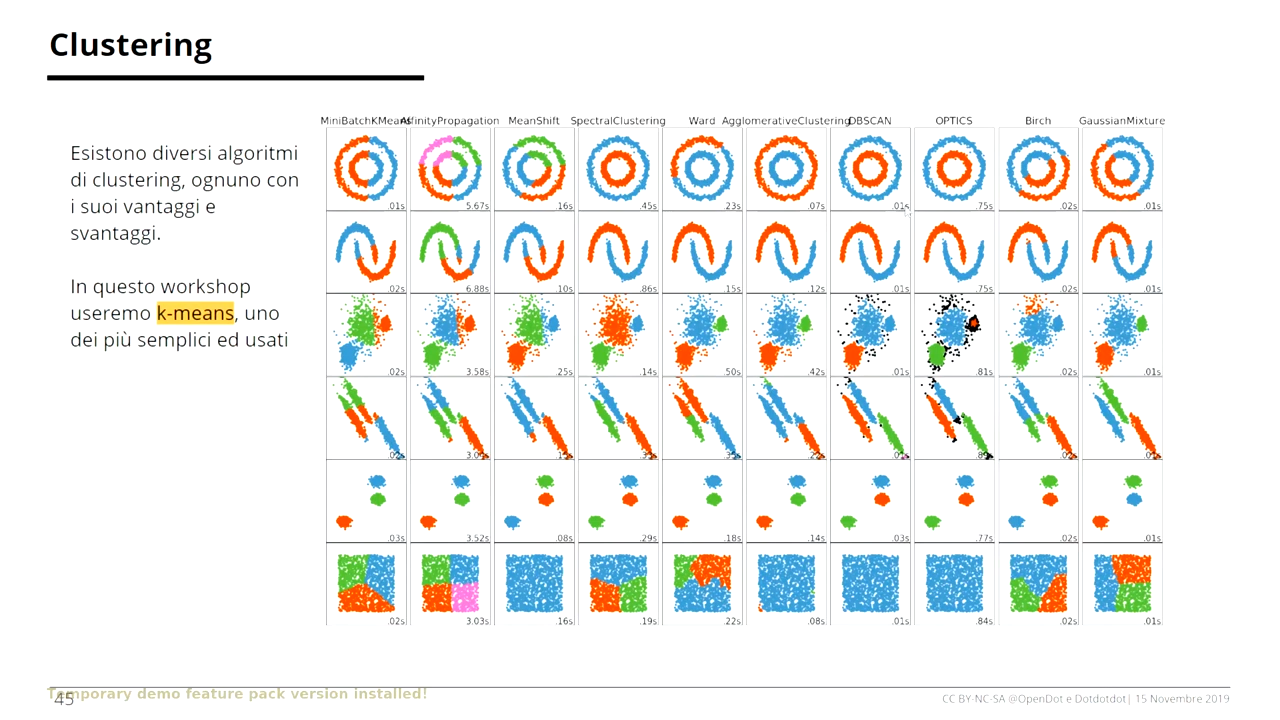 Clustering
Esistono diversi algoritmi
di clustering, ognuno con
i suoi vantaggi e
svantaggi.
In questo workshop
useremo k-means, uno
dei più semplici ed usati
MiniBatchKMeans AffinityPropagation MeanShift SpectralClustering Ward AgglomerativeClustering DBSCAN OPTICS Birch GaussianMixture
.01s 5.67s .16s .45s .23s .07s .01s .75s .02s .01s
.02s 6.88s .10s .86s .15s .12s .01s .75s .02s .01s
.02s 3.58s .25s .14s .50s .42s .01s .81s .02s .01s
.03s 3.52s .08s .29s .18s .14s .03s .77s .02s .01s
.02s 3.03s .16s .19s .22s .08s .01s .84s .02s .01s
Temporary demo feature pack version installed!
45
CC BY-NC-SA @OpenDot e Dotdotdot| 15 Novembre 2019